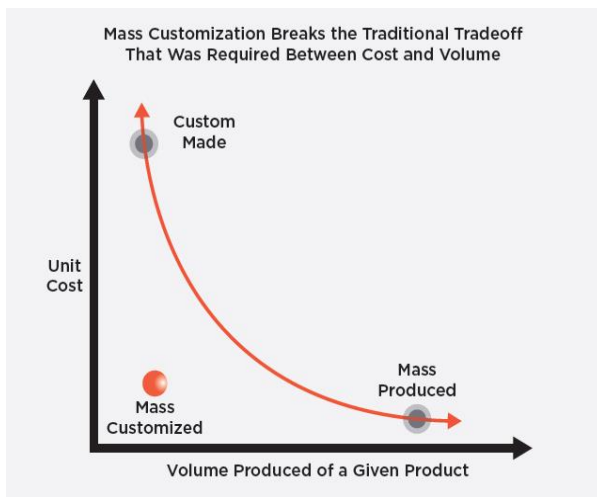 Mass Customization Breaks the Traditional Tradeoff
That Was Required Between Cost and Volume
Custom
Made
Unit
Cost
Mass
Produced
Mass
Customized
Volume Produced of a Given Product